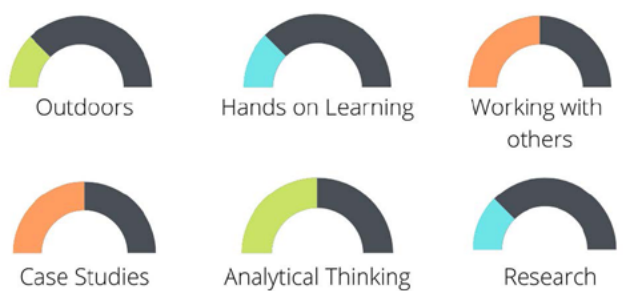 Outdoors
Hands on Learning
Working with
others
Case Studies
Analytical Thinking
Research